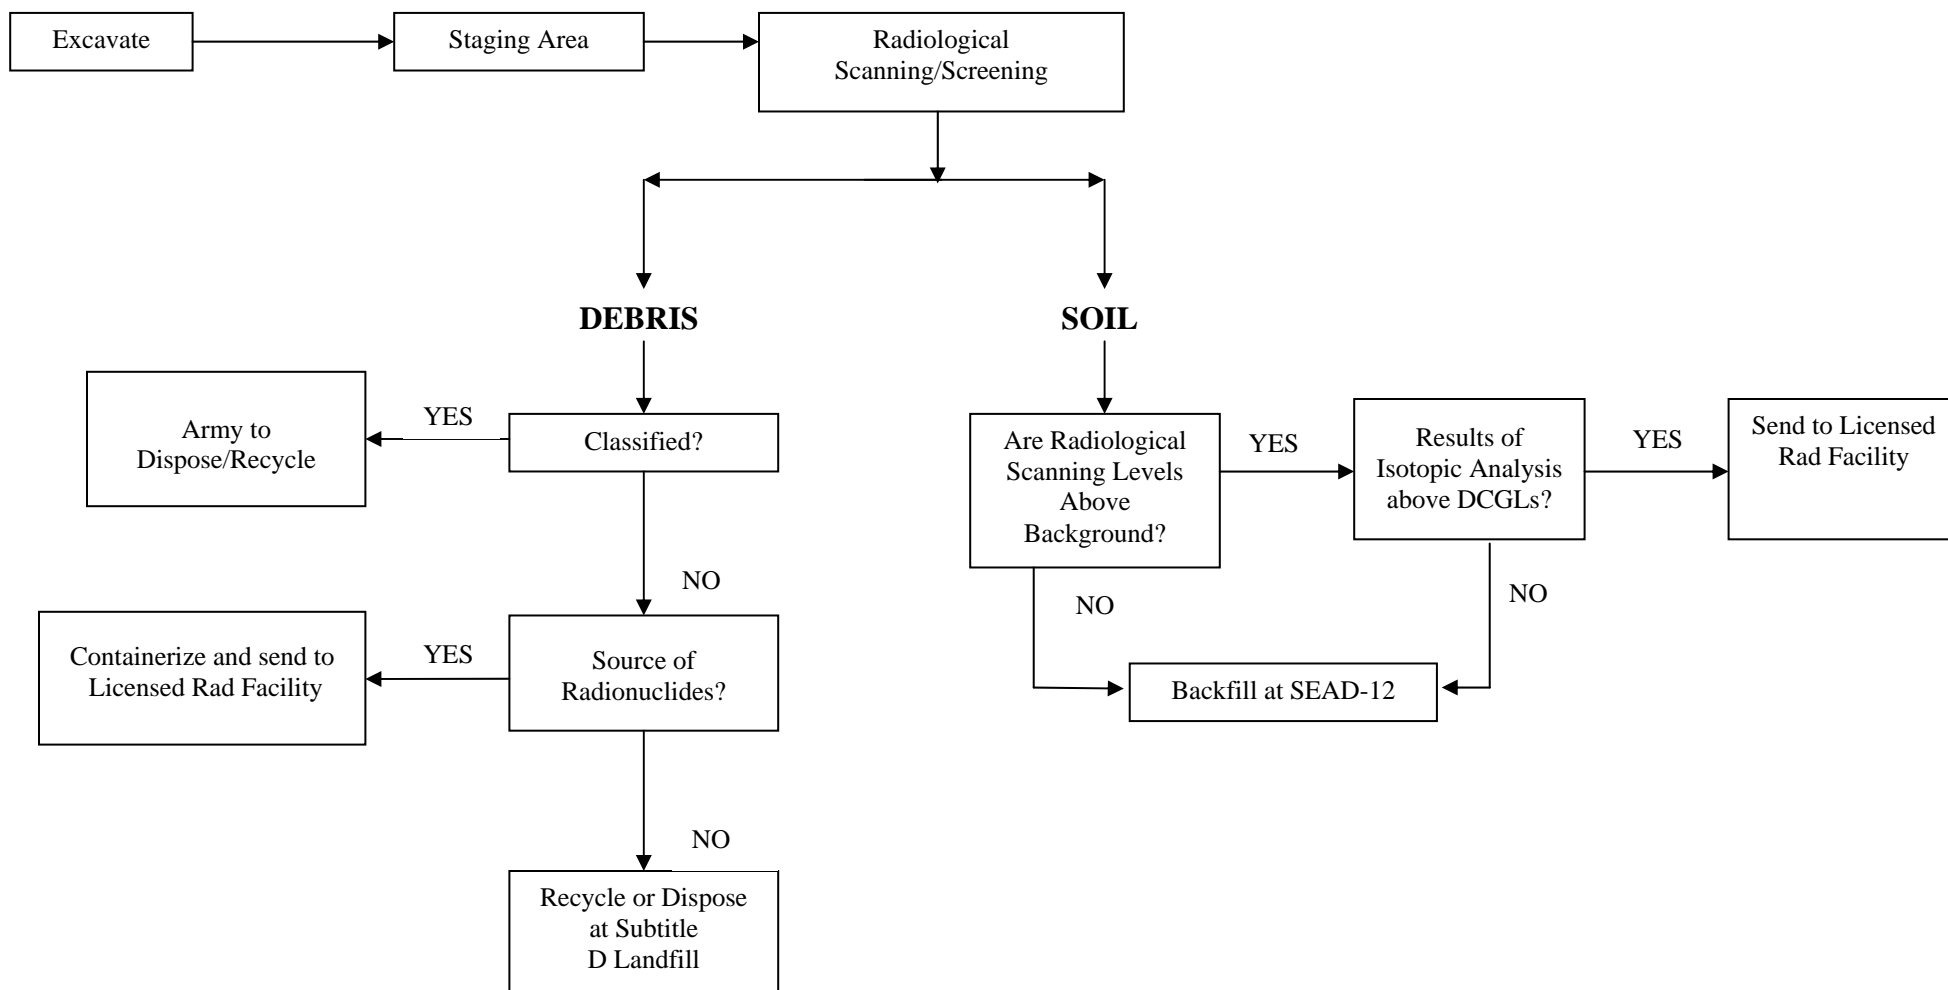 Excavate
Staging Area
Radiological
Scanning/Screening
DEBRIS
SOIL
Army to
Dispose/Recycle
YES
Classified?
Are Radiological
Scanning Levels
Above
Background?
YES
Results of
Isotopic Analysis
above DCGLs?
YES
Send to Licensed
Rad Facility
NO
NO
NO
Containerize and send to
Licensed Rad Facility
YES
Source of
Radionuclides?
Backfill at SEAD-12
NO
Recycle or Dispose
at Subtitle
D Landfill